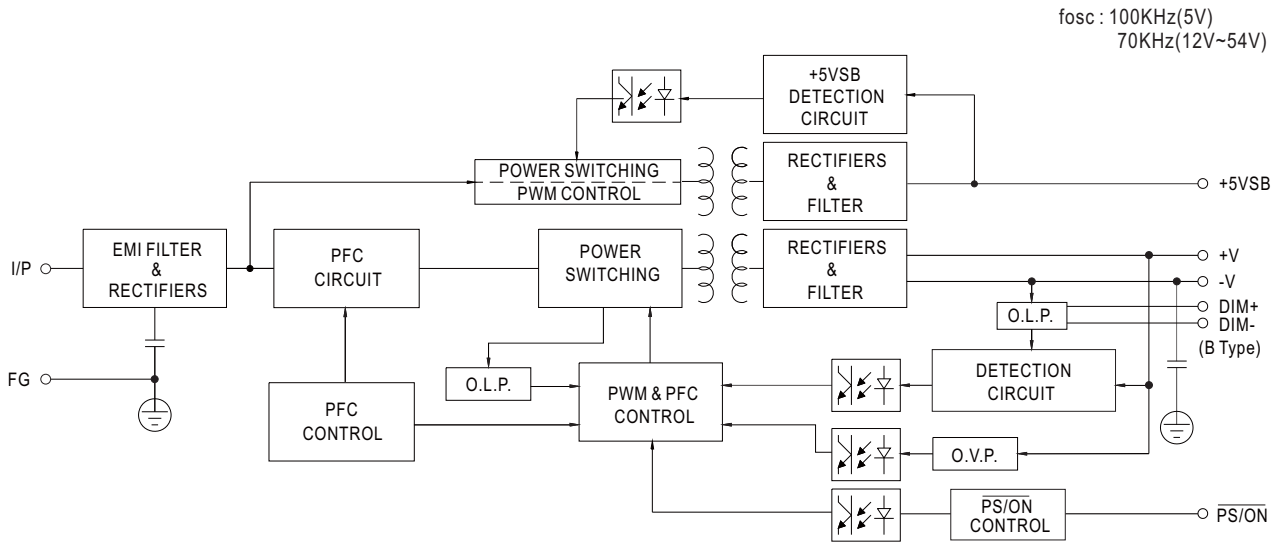 fosc : 100KHz(5V)
70KHz(12V~54V)
+5VSB
DETECTION
CIRCUIT
POWER SWITCHING
PWM CONTROL
RECTIFIERS
&
FILTER
+5VSB
I/P
EMI FILTER
&
RECTIFIERS
PFC
CIRCUIT
POWER
SWITCHING
RECTIFIERS
&
FILTER
+V
-V
O.L.P.
DIM+
DIM-
(B Type)
FG
O.L.P.
PFC
CONTROL
PWM & PFC
CONTROL
DETECTION
CIRCUIT
O.V.P.
PS/ON
CONTROL
PS/ON